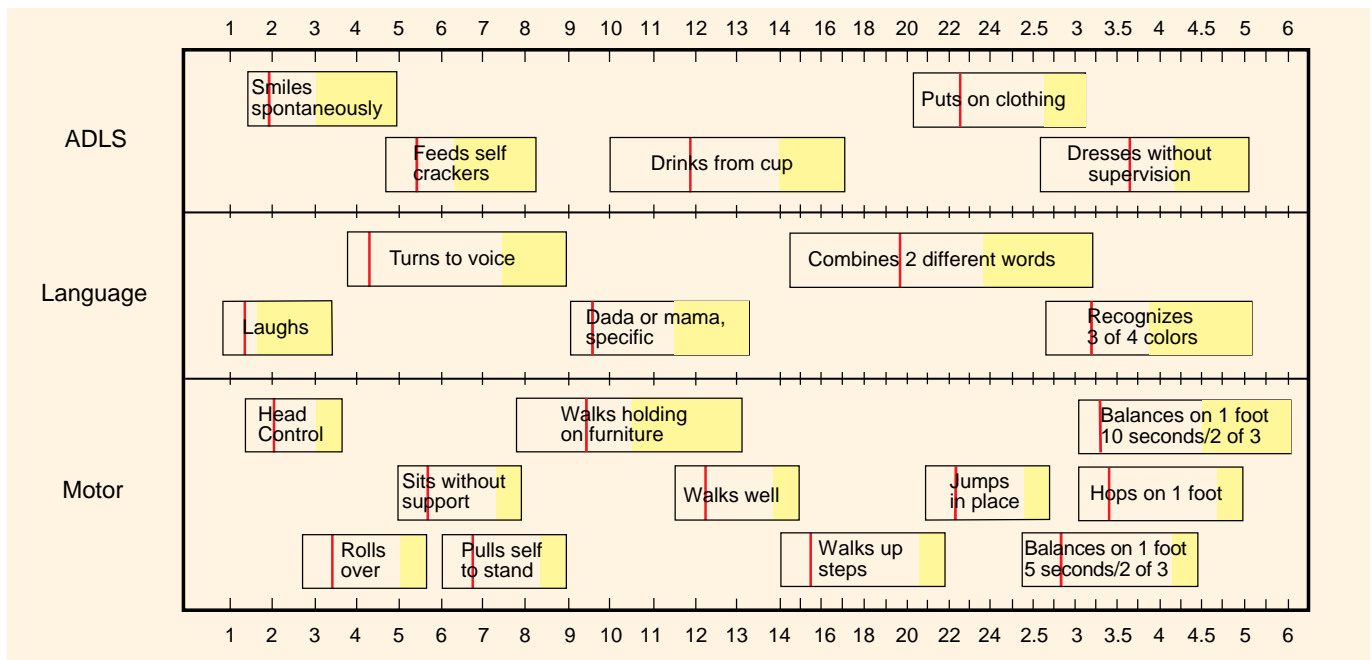 1 2 3 4 5 6 7 8 9 10 11 12 13 14 16 18 20 22 24 2.5 3 3.5 4 4.5 5 6
ADLS
Smiles
spontaneously
Puts on clothing
Feeds self
crackers
Drinks from cup
Dresses without
supervision
Language
Turns to voice
Combines 2 different words
Laughs
Dada or mama,
specific
Recognizes
3 of 4 colors
Motor
Head
Control
Walks holding
on furniture
Balances on 1 foot
10 seconds/2 of 3
Sits without
support
Walks well
Jumps
in place
Hops on 1 foot
Rolls
over
Pulls self
to stand
Walks up
steps
Balances on 1 foot
5 seconds/2 of 3
1 2 3 4 5 6 7 8 9 10 11 12 13 14 16 18 20 22 24 2.5 3 3.5 4 4.5 5 6